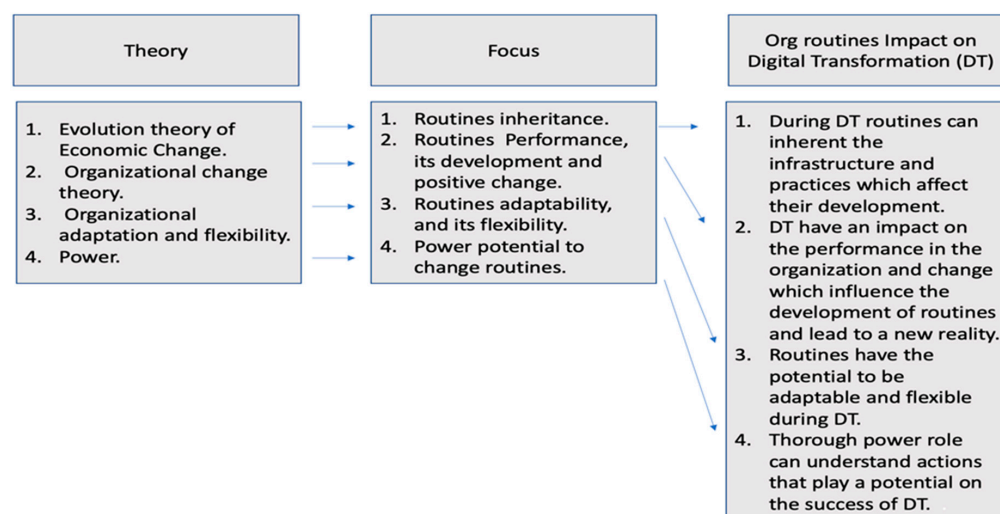 Theory
1. Evolution theory of
Economic Change.
2. Organizational change
theory.
3. Organizational
adaptation and flexibility.
4. Power.
Focus
1. Routines inheritance.
2. Routines Performance,
its development and
positive change.
3. Routines adaptability,
and its flexibility.
4. Power potential to
change routines.
Org routines Impact on
Digital Transformation (DT)
1. During DT routines can
inherent the
infrastructure and
practices which affect
their development.
2. DT have an impact on
the performance in the
organization and change
which influence the
development of routines
and lead to a new reality.
3. Routines have the
potential to be
adaptable and flexible
during DT.
4. Thorough power role
can understand actions
that play a potential on
the success of DT.